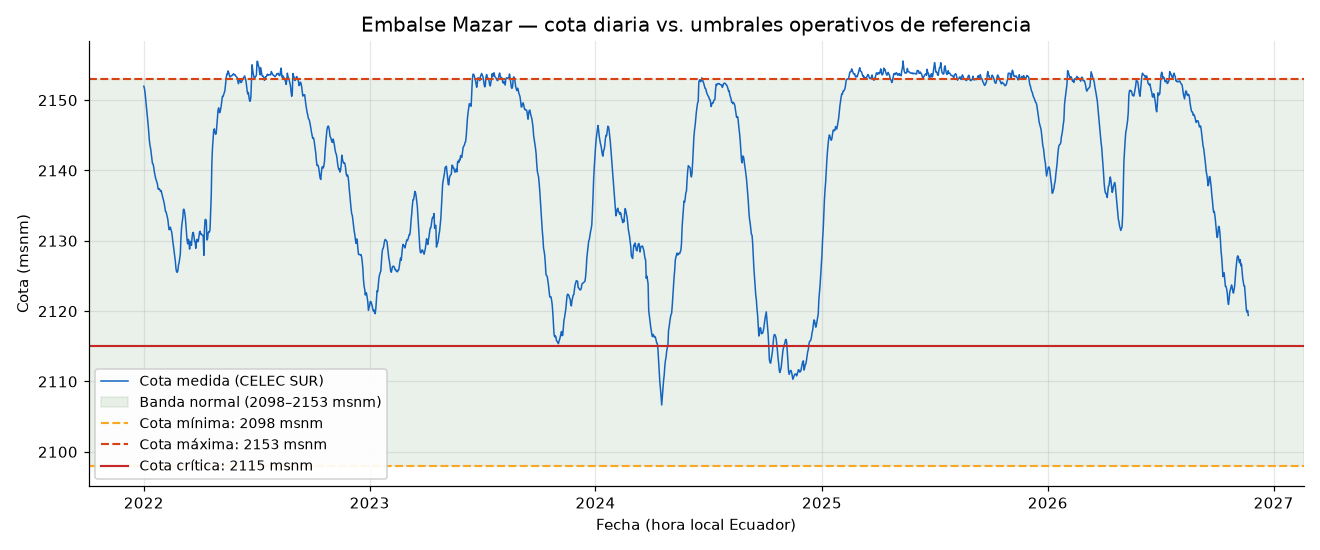 Embalse Mazar — cota diaria vs. umbrales operativos de referencia
Cota (msnm)
2150
2140
2130
2120
2110
2100
Cota medida (CELEC SUR)
Banda normal (2098–2153 msnm)
Cota mínima: 2098 msnm
Cota máxima: 2153 msnm
Cota crítica: 2115 msnm
2022 2023 2024 2025 2026 2027
Fecha (hora local Ecuador)